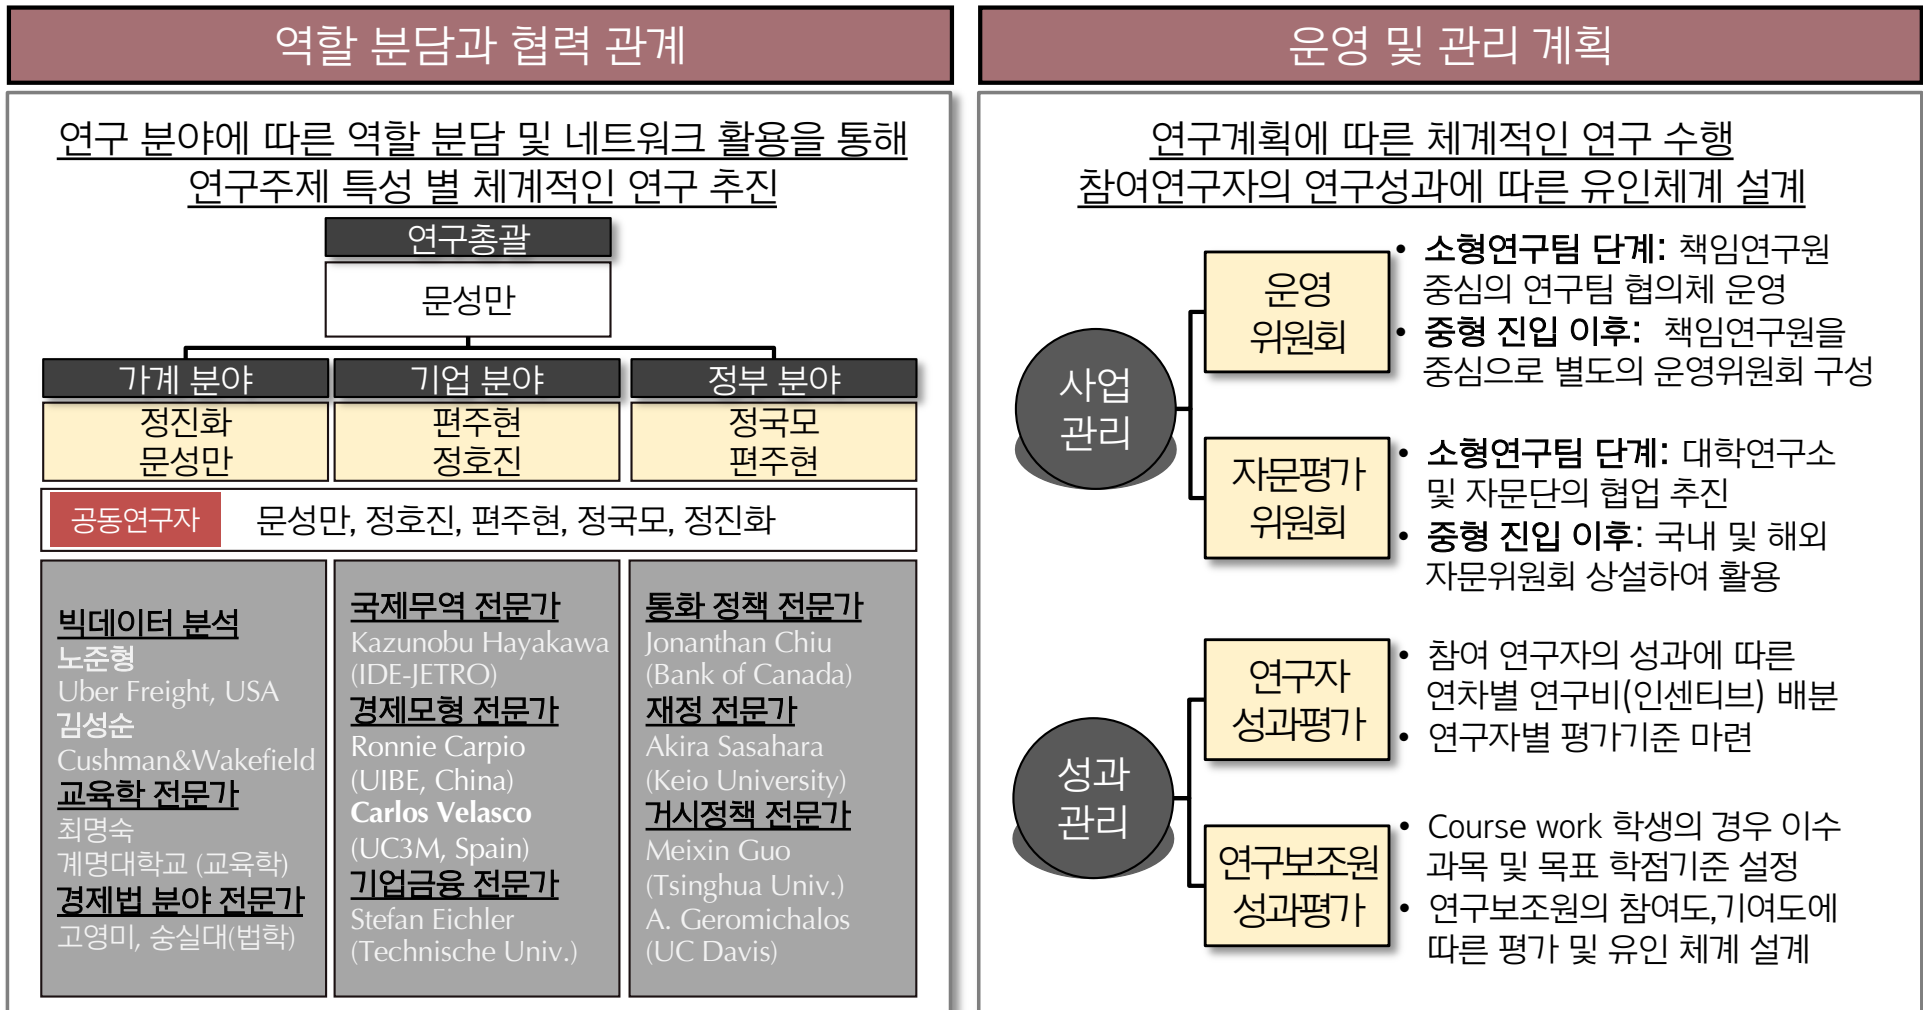 역할 분담과 협력 관계
연구 분야에 따른 역할 분담 및 네트워크 활용을 통해
연구주제 특성 별 체계적인 연구 추진
연구총괄
문성만
가계 분야
정진화
문성만
기업 분야
편주현
정호진
정부 분야
정국모
편주현
공동연구자
문성만, 정호진, 편주현, 정국모, 정진화
빅데이터 분석
노준형
Uber Freight, USA
김성순
Cushman&Wakefield
교육학 전문가
최명숙
계명대학교 (교육학)
경제법 분야 전문가
고영미, 숭실대(법학)
국제무역 전문가
Kazunobu Hayakawa
(IDE-JETRO)
경제모형 전문가
Ronnie Carpio
(UIBE, China)
Carlos Velasco
(UC3M, Spain)
기업금융 전문가
Stefan Eichler
(Technische Univ.)
통화 정책 전문가
Jonanthan Chiu
(Bank of Canada)
재정 전문가
Akira Sasahara
(Keio University)
거시정책 전문가
Meixin Guo
(Tsinghua Univ.)
A. Geromichalos
(UC Davis)
운영 및 관리 계획
연구계획에 따른 체계적인 연구 수행
참여연구자의 연구성과에 따른 유인체계 설계
사업
관리
운영
위원회
• 소형연구팀 단계: 책임연구원
중심의 연구팀 협의체 운영
• 중형 진입 이후: 책임연구원을
중심으로 별도의 운영위원회 구성
자문평가
위원회
• 소형연구팀 단계: 대학연구소
및 자문단의 협업 추진
• 중형 진입 이후: 국내 및 해외
자문위원회 상설하여 활용
성과
관리
연구자
성과평가
• 참여 연구자의 성과에 따른
연차별 연구비(인센티브) 배분
• 연구자별 평가기준 마련
연구보조원
성과평가
• Course work 학생의 경우 이수
과목 및 목표 학점기준 설정
• 연구보조원의 참여도,기여도에
따른 평가 및 유인 체계 설계